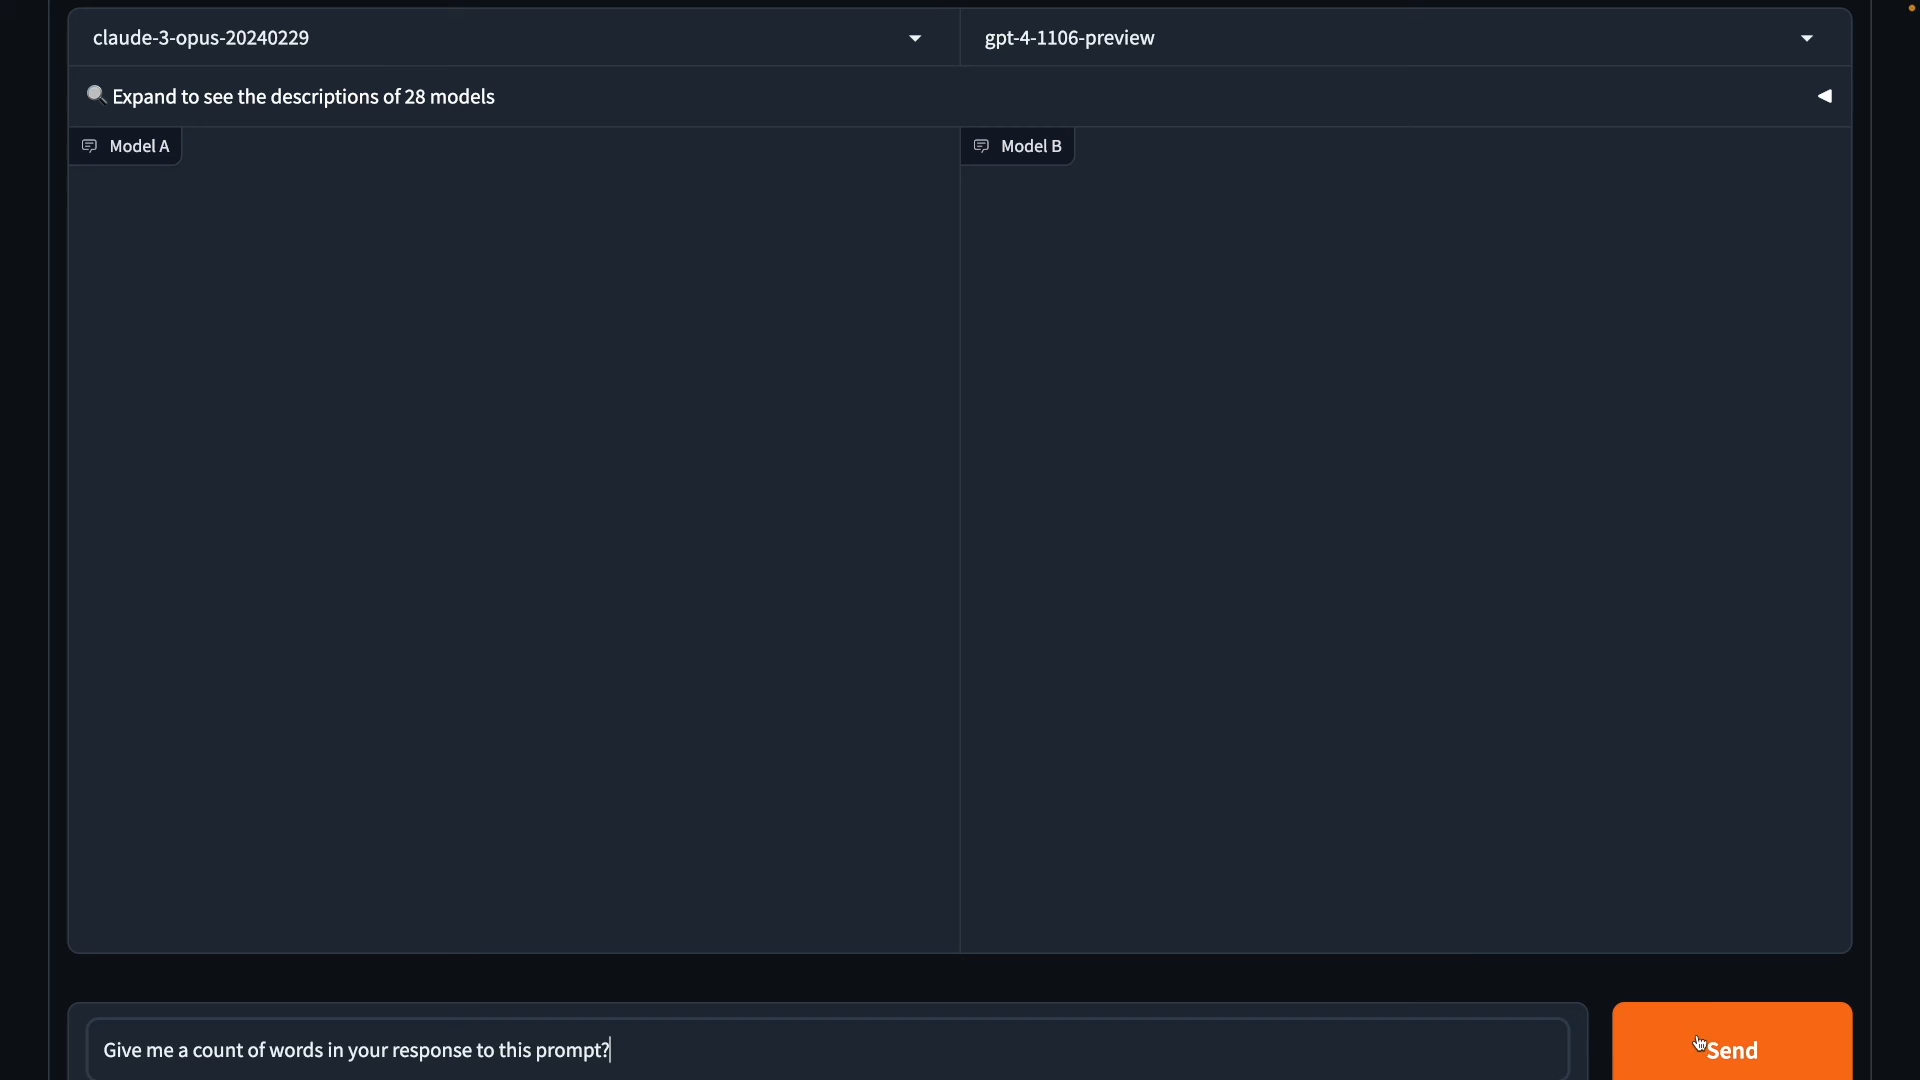 claude-3-opus-20240229
gpt-4-1106-preview
Expand to see the descriptions of 28 models
Model A
Model B
Give me a count of words in your response to this prompt?
Send